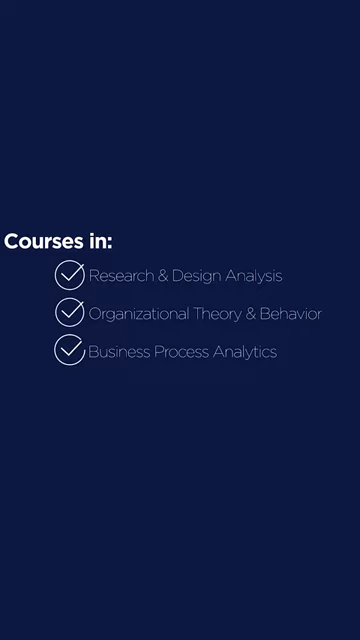 Courses in:
Research & Design Analysis
Organizational Theory & Behavior
Business Process Analytics